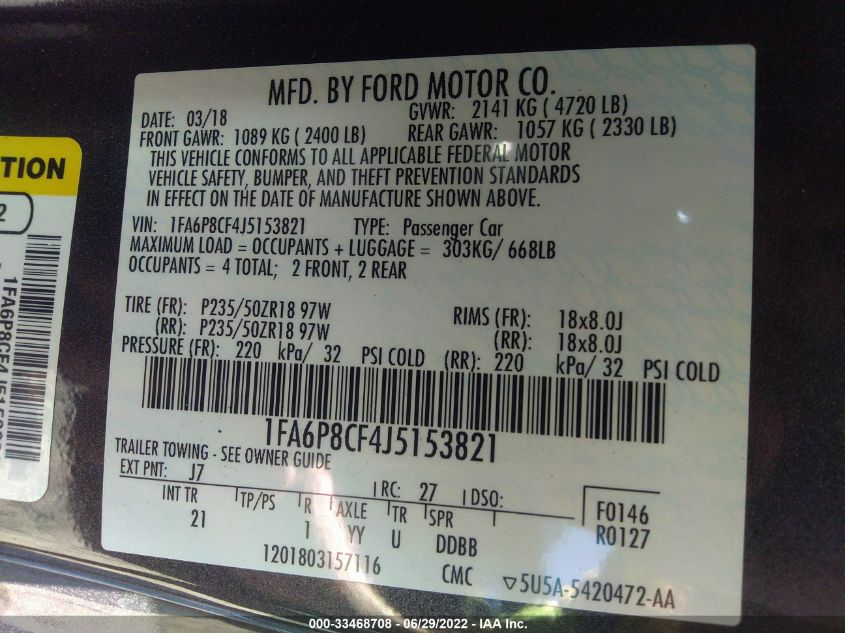 MFD. BY FORD MOTOR CO.
DATE: 03/18 GVWR: 2141 KG ( 4720 LB)
FRONT GAWR: 1089 KG ( 2400 LB) REAR GAWR: 1057 KG ( 2330 LB)
THIS VEHICLE CONFORMS TO ALL APPLICABLE FEDERAL MOTOR
VEHICLE SAFETY, BUMPER, AND THEFT PREVENTION STANDARDS
IN EFFECT ON THE DATE OF MANUFACTURE SHOWN ABOVE.
VIN: 1FA6P8CF4J5153821 TYPE: Passenger Car
MAXIMUM LOAD = OCCUPANTS + LUGGAGE = 303KG/ 668LB
OCCUPANTS = 4 TOTAL; 2 FRONT, 2 REAR
TIRE (FR): P235/50ZR18 97W RIMS (FR): 18x8.0J
(RR): P235/50ZR18 97W (RR): 18x8.0J
PRESSURE (FR): 220 kPa/ 32 PSI COLD (RR): 220 kPa/ 32 PSI COLD
1FA6P8CF4J5153821
TRAILER TOWING - SEE OWNER GUIDE
EXT PNT: J7 RC: 27 DSO:
INT TR TP/PS R AXLE TR SPR
21 1 YY U DDBB
F0146
R0127
1201803157116 CMC ▽5U5A-5420472-AA
TION
2
000-33468708 - 06/29/2022 - IAA Inc.